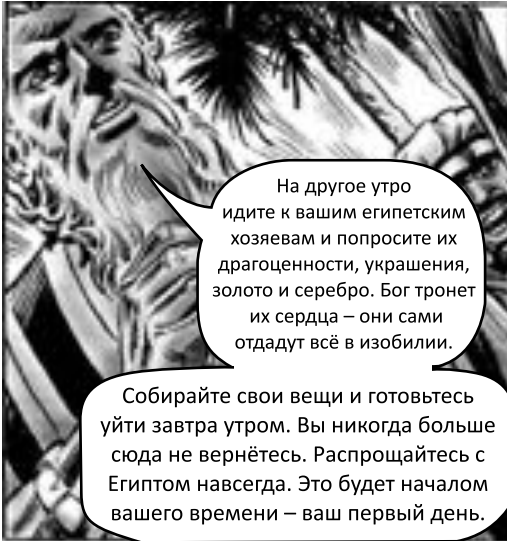 На другое утро
идите к вашим египетским
хозяевам и попросите их
драгоценности, украшения,
золото и серебро. Бог тронет
их сердца – они сами
отдадут всё в изобилии.
Собирайте свои вещи и готовьтесь
уйти завтра утром. Вы никогда больше
сюда не вернётесь. Распрощайтесь с
Египтом навсегда. Это будет началом
вашего времени – ваш первый день.